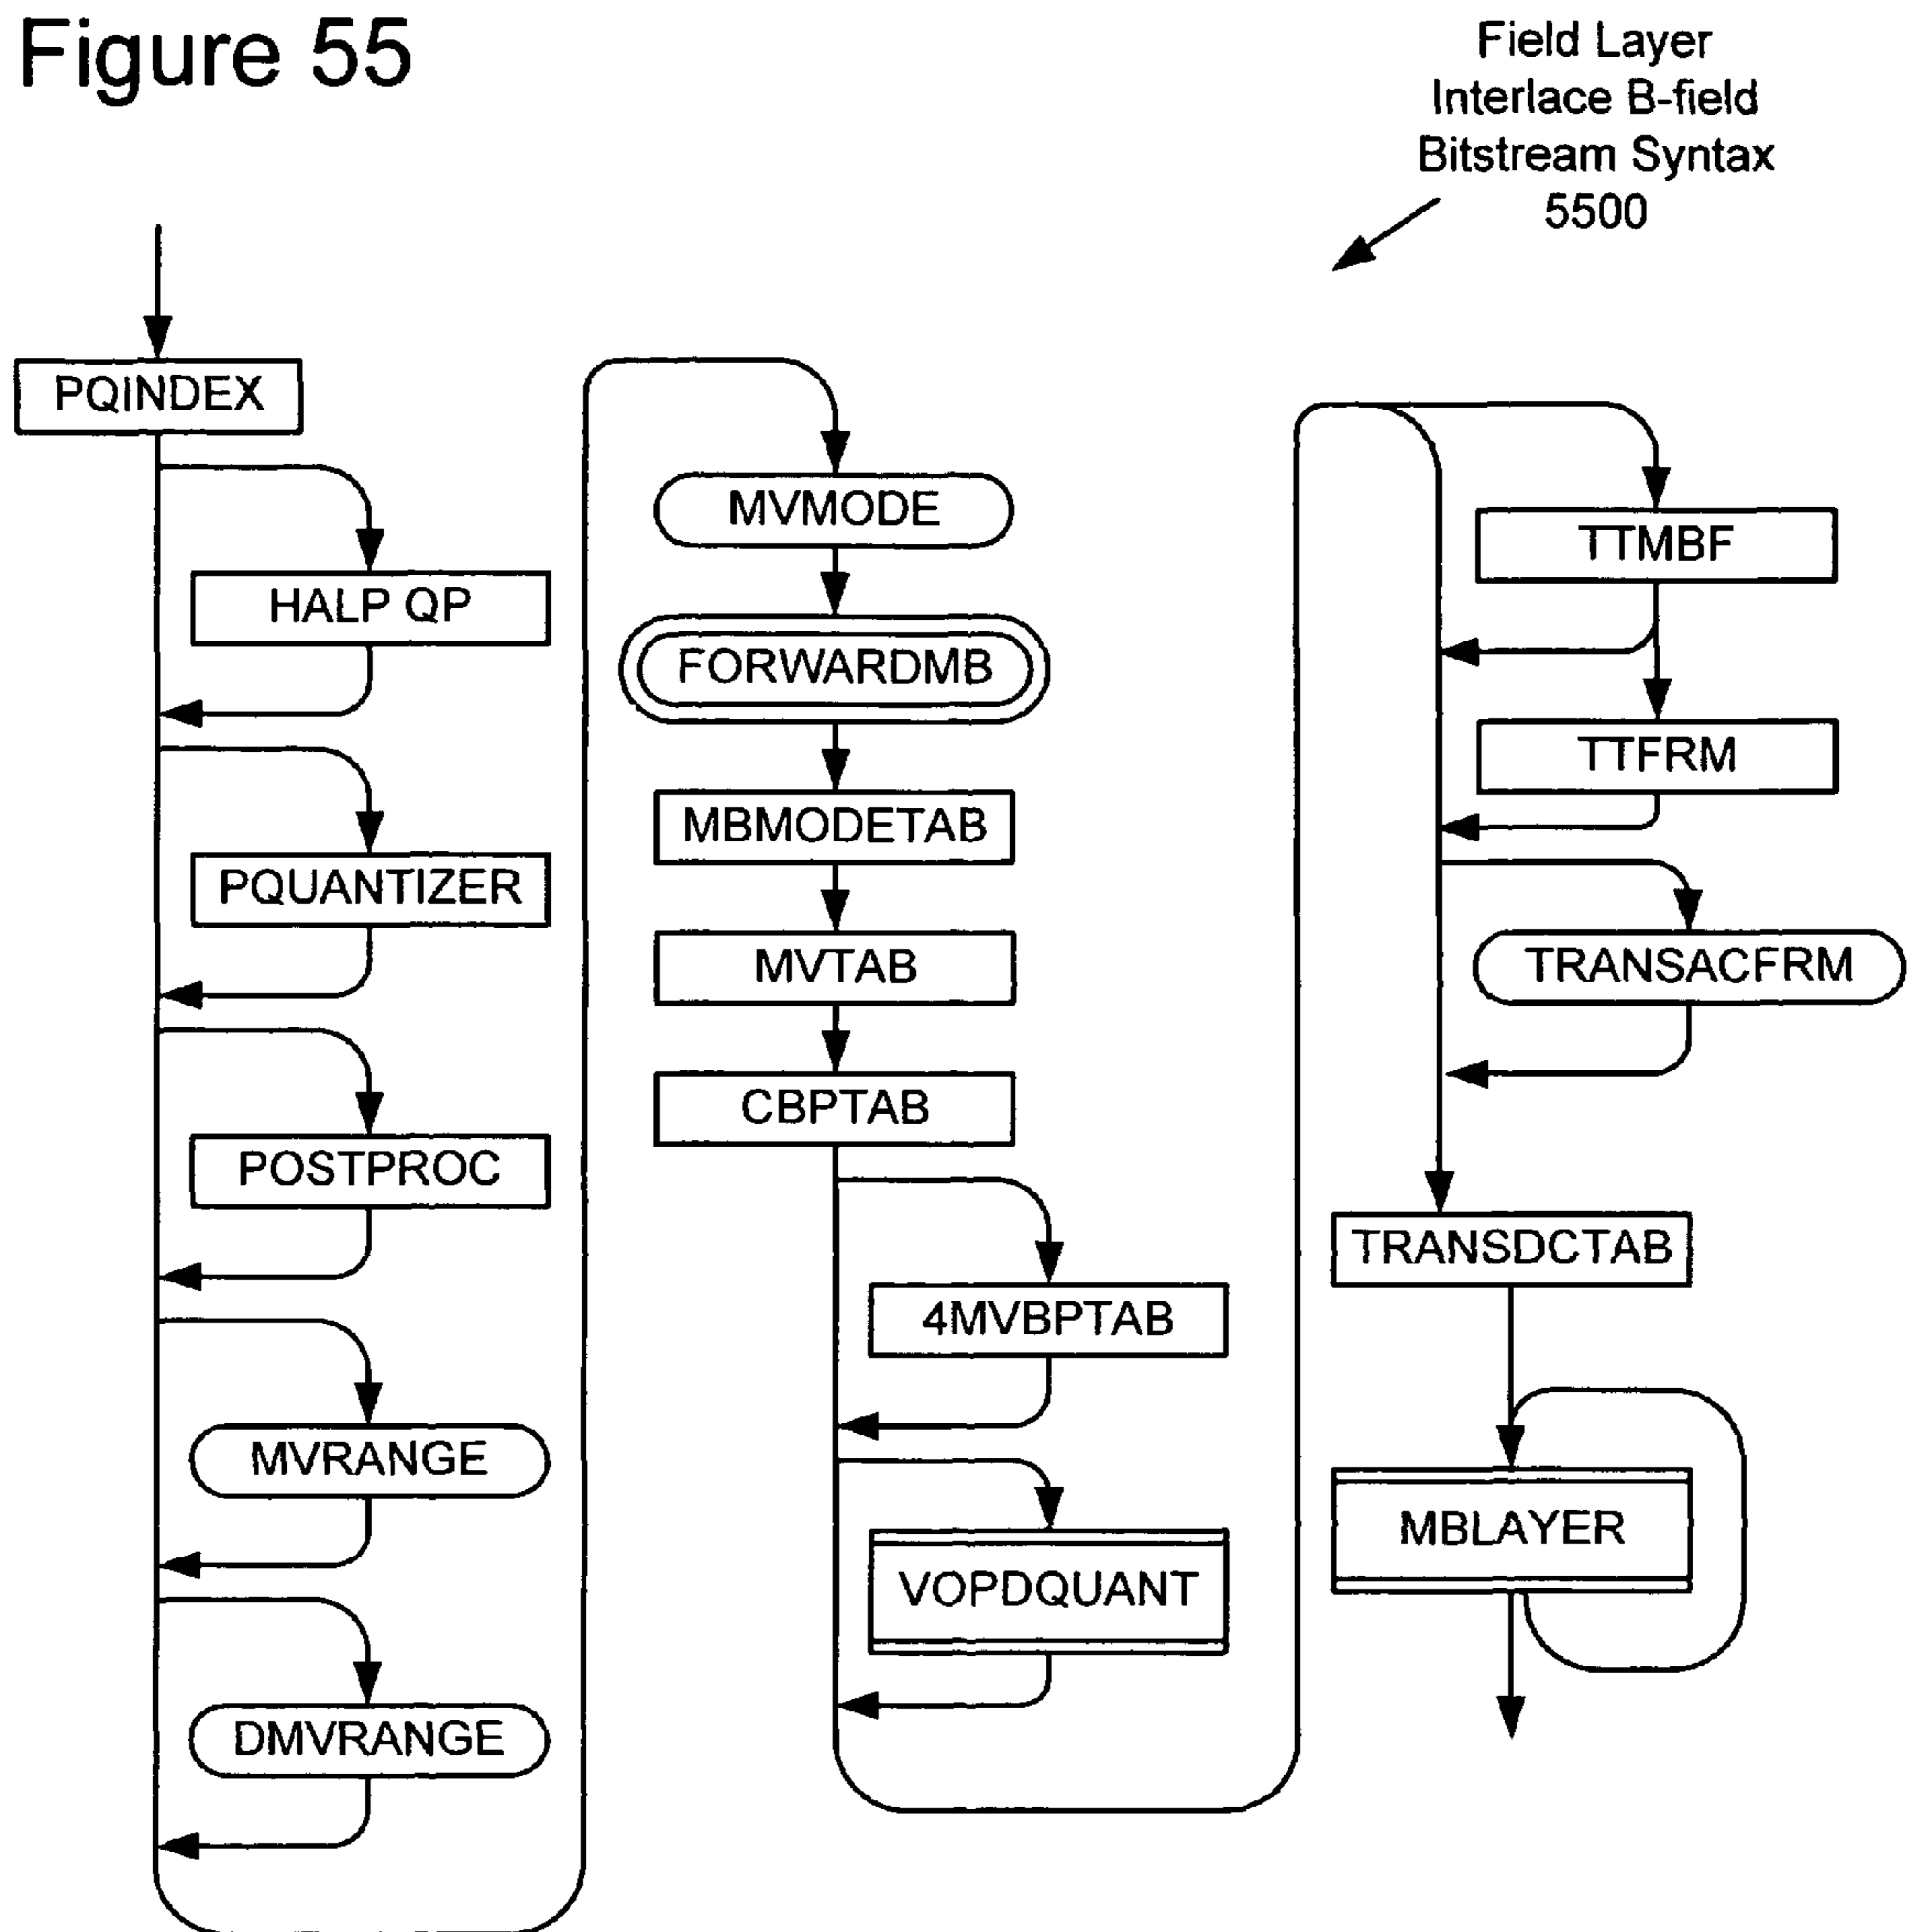 Figure 55
Field Layer
Interlace B-field
Bitstream Syntax
5500
PQINDEX
HALP QP
PQUANTIZER
POSTPROC
MVRANGE
DMVRANGE
MVMODE
FORWARDMB
MBMODETAB
MVTAB
CBPTAB
4MVBPTAB
VOPDQUANT
TTMBF
TTFRM
TRANSACFRM
TRANSDCTAB
MBLAYER